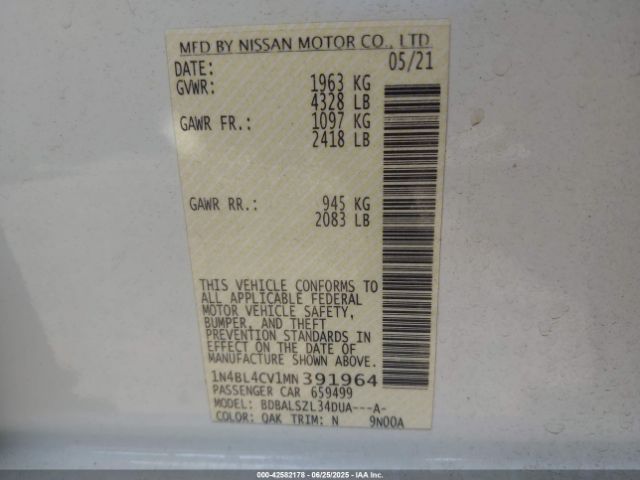 MFD BY NISSAN MOTOR CO., LTD
DATE: 05/21
GVWR: 1963 KG
4328 LB
GAWR FR.: 1097 KG
2418 LB
GAWR RR.: 945 KG
2083 LB
THIS VEHICLE CONFORMS TO
ALL APPLICABLE FEDERAL
MOTOR VEHICLE SAFETY,
BUMPER, AND THEFT
PREVENTION STANDARDS IN
EFFECT ON THE DATE OF
MANUFACTURE SHOWN ABOVE.
1N4BL4CV1MN391964
PASSENGER CAR 659499
MODEL: BDBALSZL34DUA---A-
COLOR: QAK TRIM: N 9N00A
000-42582178 - 06/25/2025 - IAA Inc.